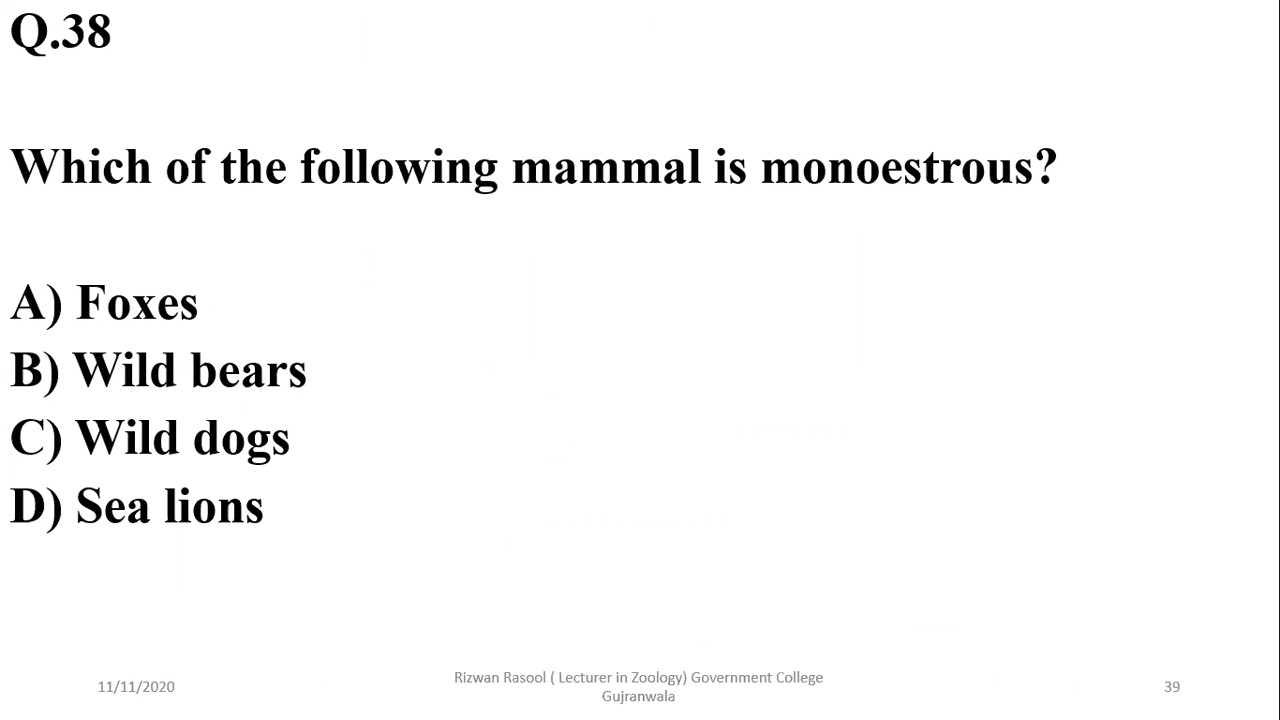 Q.38
Which of the following mammal is monoestrous?
A) Foxes
B) Wild bears
C) Wild dogs
D) Sea lions
11/11/2020
Rizwan Rasool ( Lecturer in Zoology) Government College
Gujranwala
39